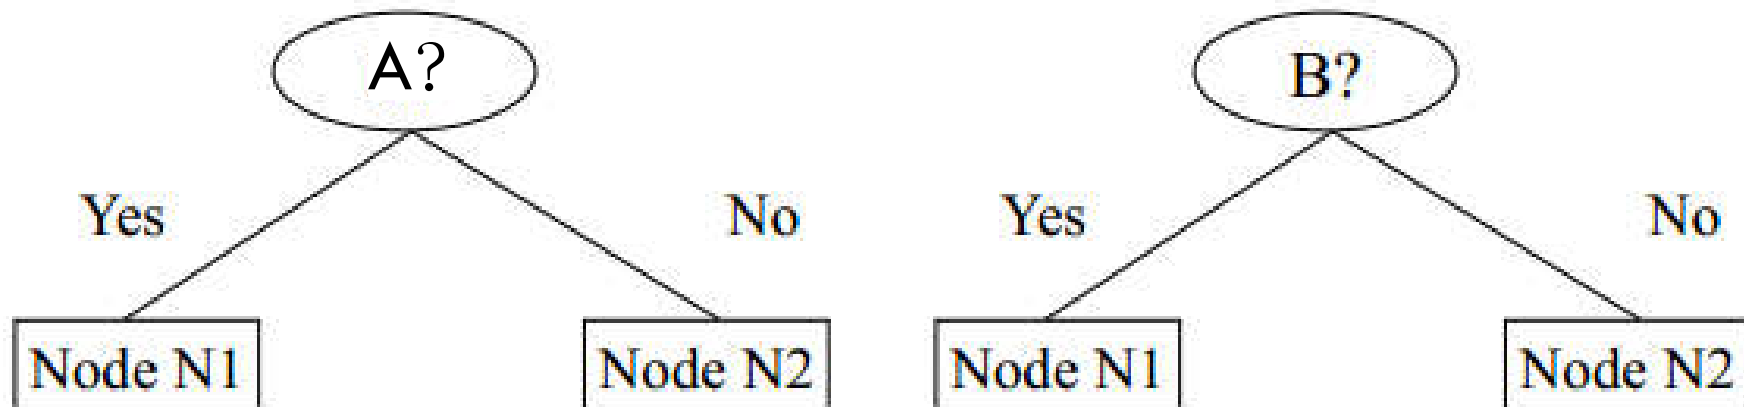 A? B?
Yes No Yes No
Node N1 Node N2 Node N1 Node N2